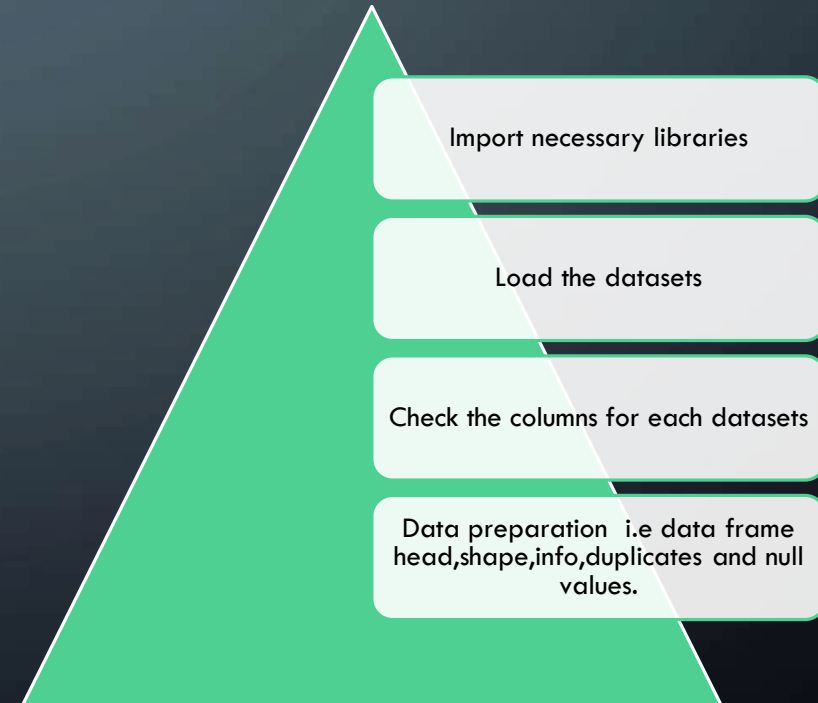 Import necessary libraries
Load the datasets
Check the columns for each datasets
Data preparation  i.e data frame
head,shape,info,duplicates and null
values.